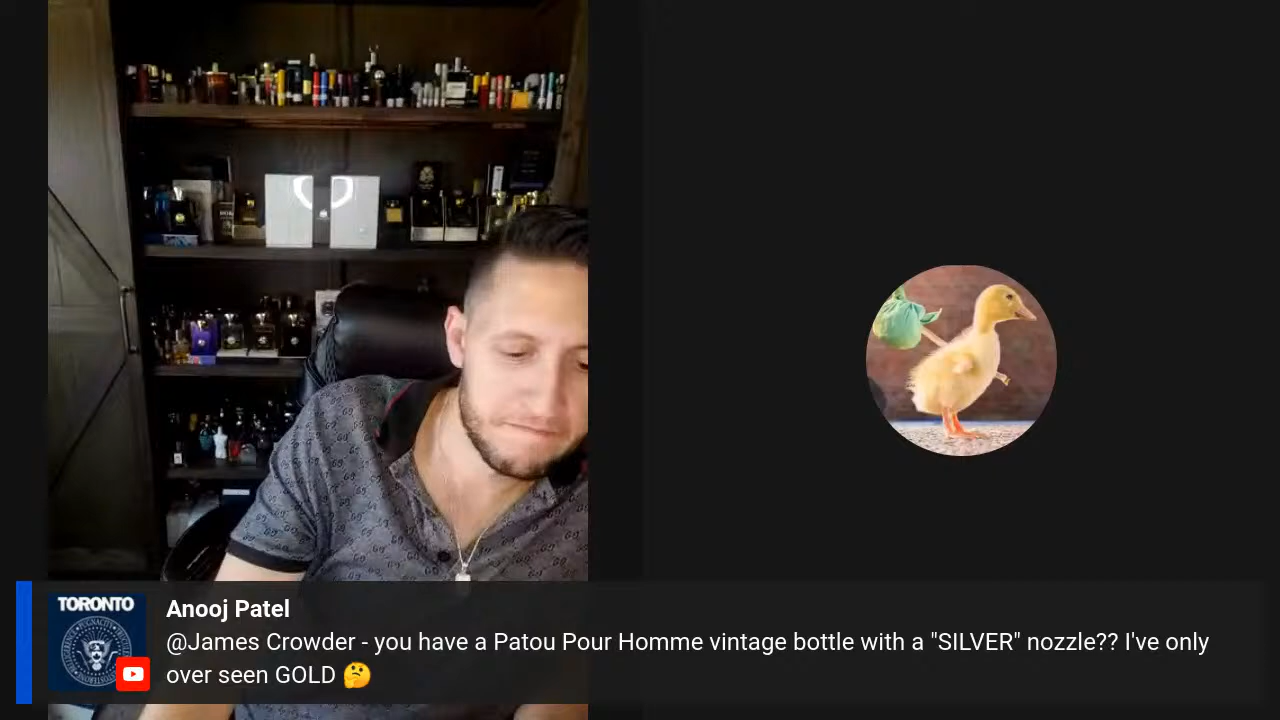 TORONTO
Anooj Patel
@James Crowder - you have a Patou Pour Homme vintage bottle with a "SILVER" nozzle?? I've only
over seen GOLD 🤔